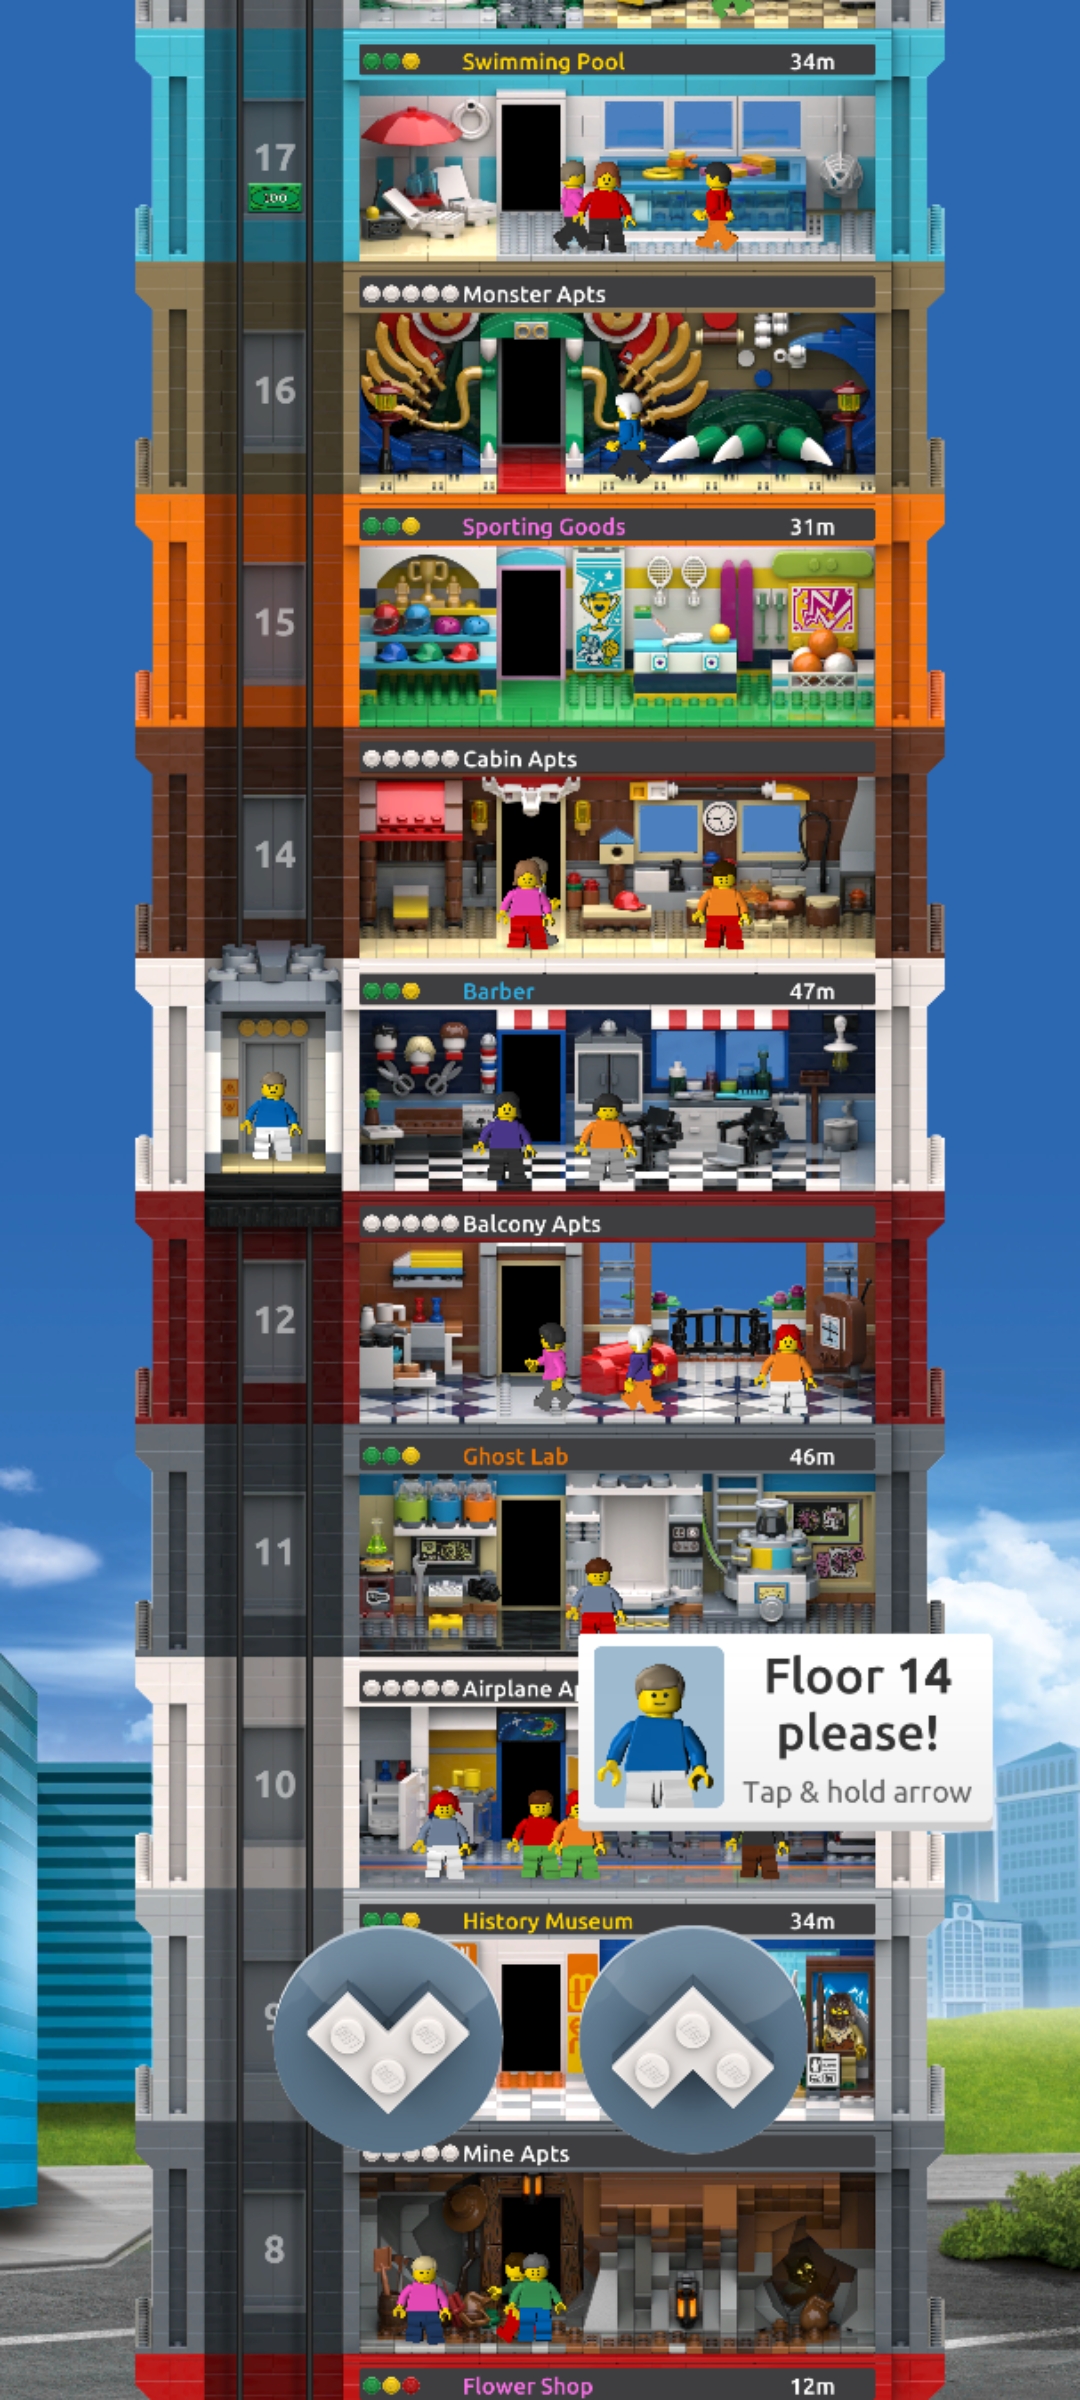 Swimming Pool 34m
17
100
Monster Apts
16
Sporting Goods 31m
15
Cabin Apts
14
Barber 47m
Balcony Apts
12
Ghost Lab 46m
11
Floor 14
please!
Tap & hold arrow
Airplane Ap
10
History Museum 34m
9
Mine Apts
8
Flower Shop 12m